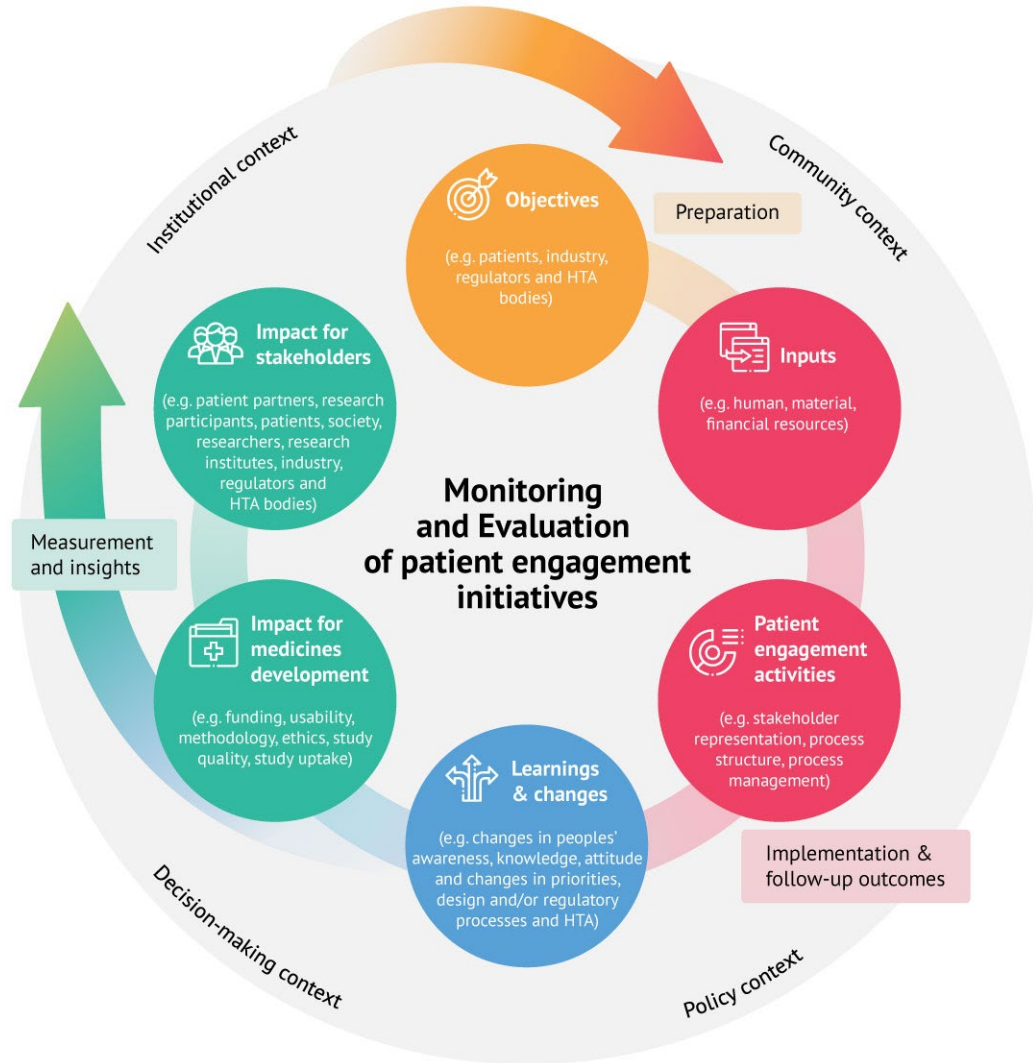 Institutional context
Community context
Objectives
(e.g. patients, industry,
regulators and HTA
bodies)
Preparation
Inputs
(e.g. human, material,
financial resources)
Patient
engagement
activities
(e.g. stakeholder
representation, process
structure, process
management)
Implementation &
follow-up outcomes
Learnings
& changes
(e.g. changes in peoples’
awareness, knowledge, attitude
and changes in priorities,
design and/or regulatory
processes and HTA)
Impact for
medicines
development
(e.g. funding, usability,
methodology, ethics, study
quality, study uptake)
Measurement
and insights
Impact for
stakeholders
(e.g. patient partners, research
participants, patients, society,
researchers, research
institutes, industry,
regulators and
HTA bodies)
Monitoring
and Evaluation
of patient engagement
initiatives
Decision-making context
Policy context